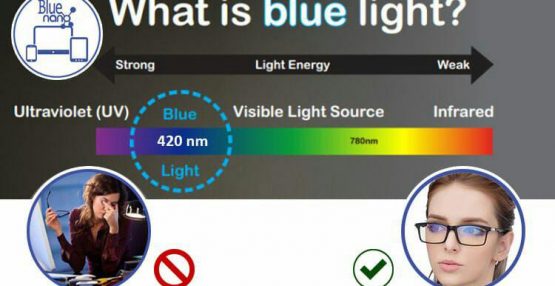 Blue
nano
What is blue light?
Strong Light Energy Weak
Ultraviolet (UV) Blue Visible Light Source Infrared
420 nm 780nm
Light